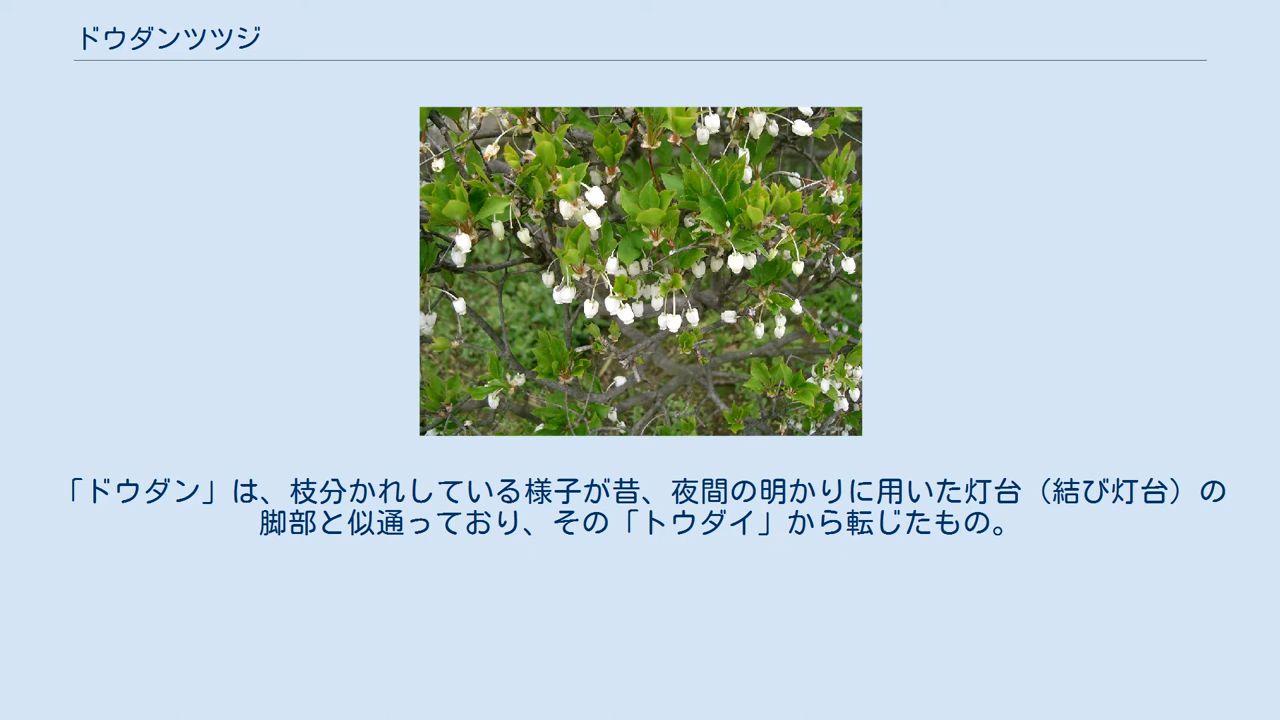 ドウダンツツジ
「ドウダン」は、枝分かれしている様子が昔、夜間の明かりに用いた灯台（結び灯台）の
脚部と似通っており、その「トウダイ」から転じたもの。